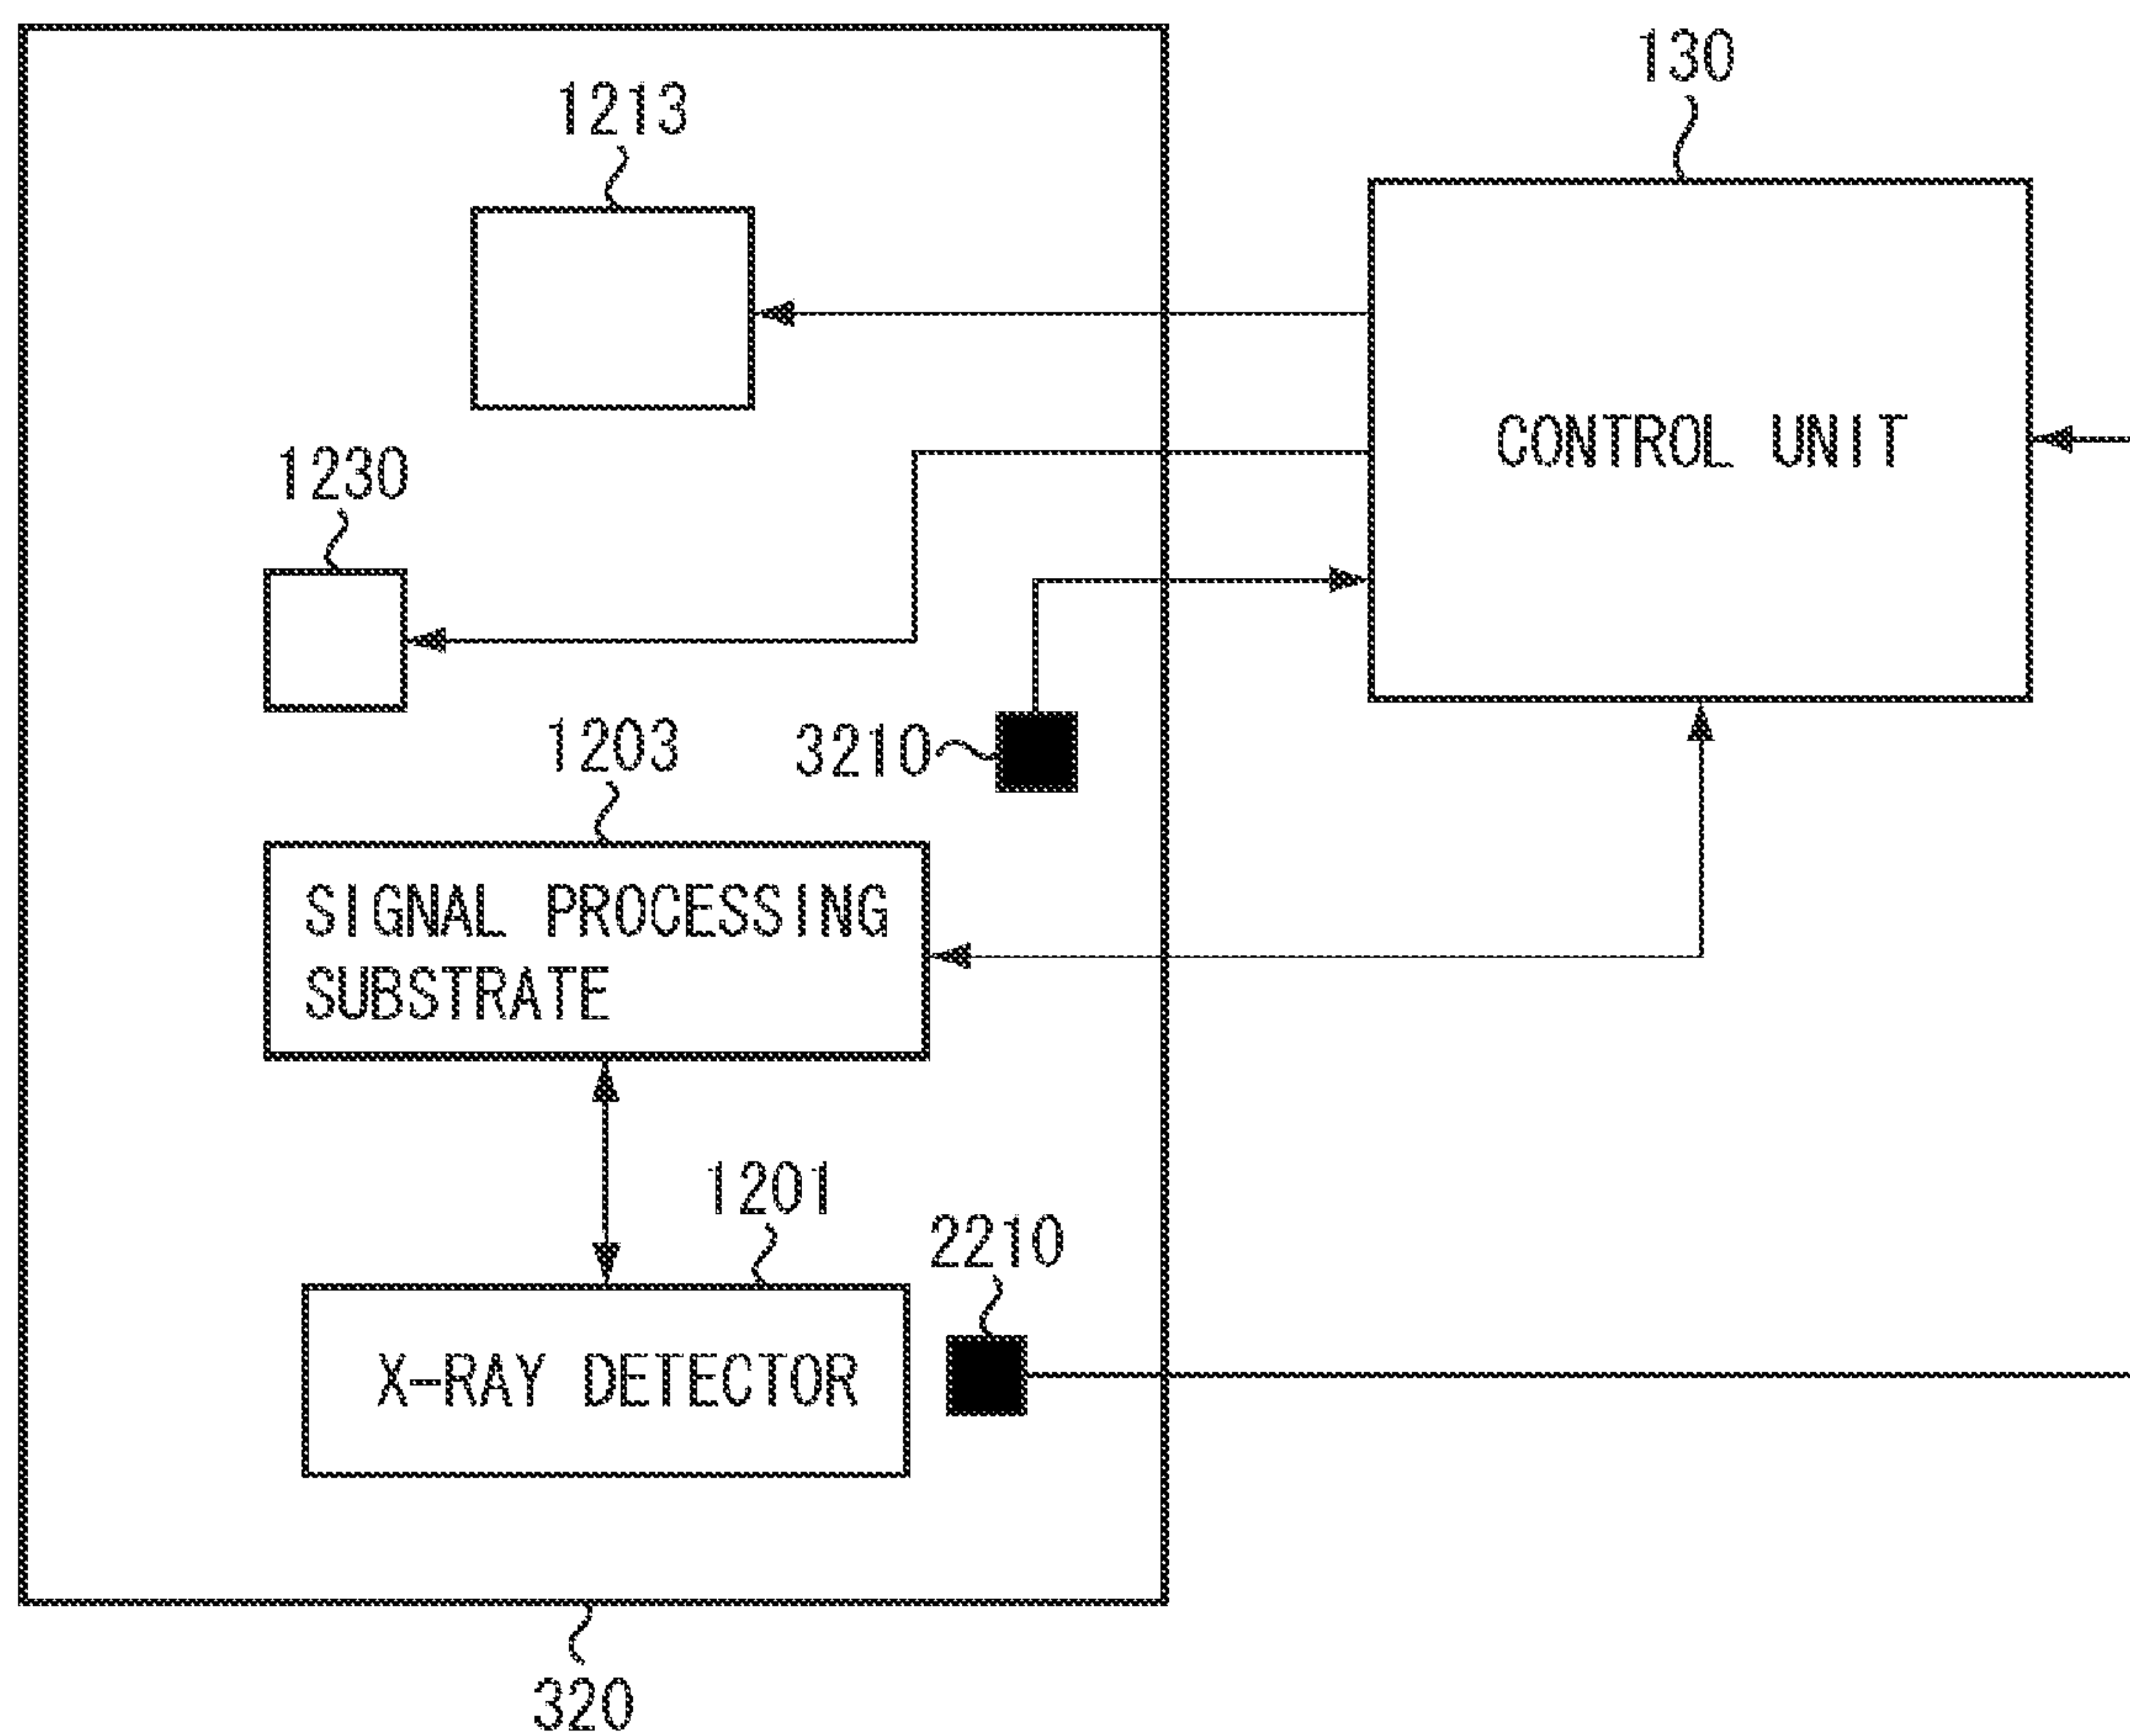 130
1213
CONTROL UNIT
1230
1203
3210
SIGNAL PROCESSING
SUBSTRATE
1201
2210
X-RAY DETECTOR
320